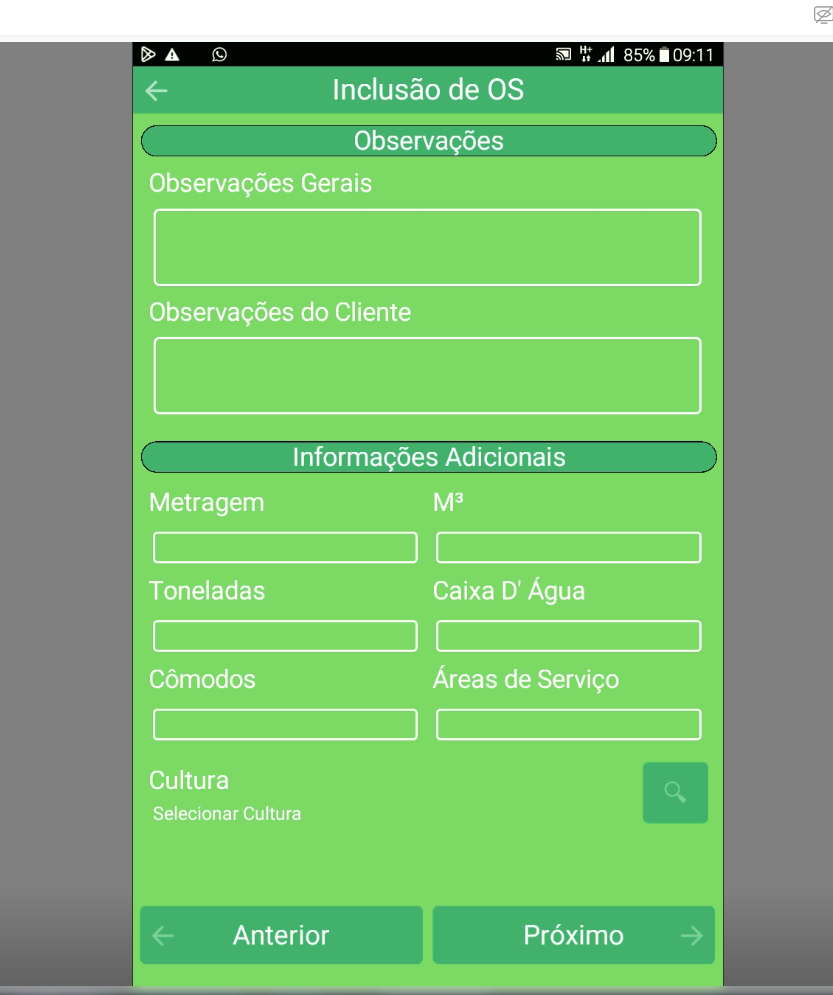 H+ 85% 09:11
Inclusão de OS
Observações
Observações Gerais
Observações do Cliente
Informações Adicionais
Metragem M³
Toneladas Caixa D' Água
Cômodos Áreas de Serviço
Cultura
Selecionar Cultura
Anterior Próximo